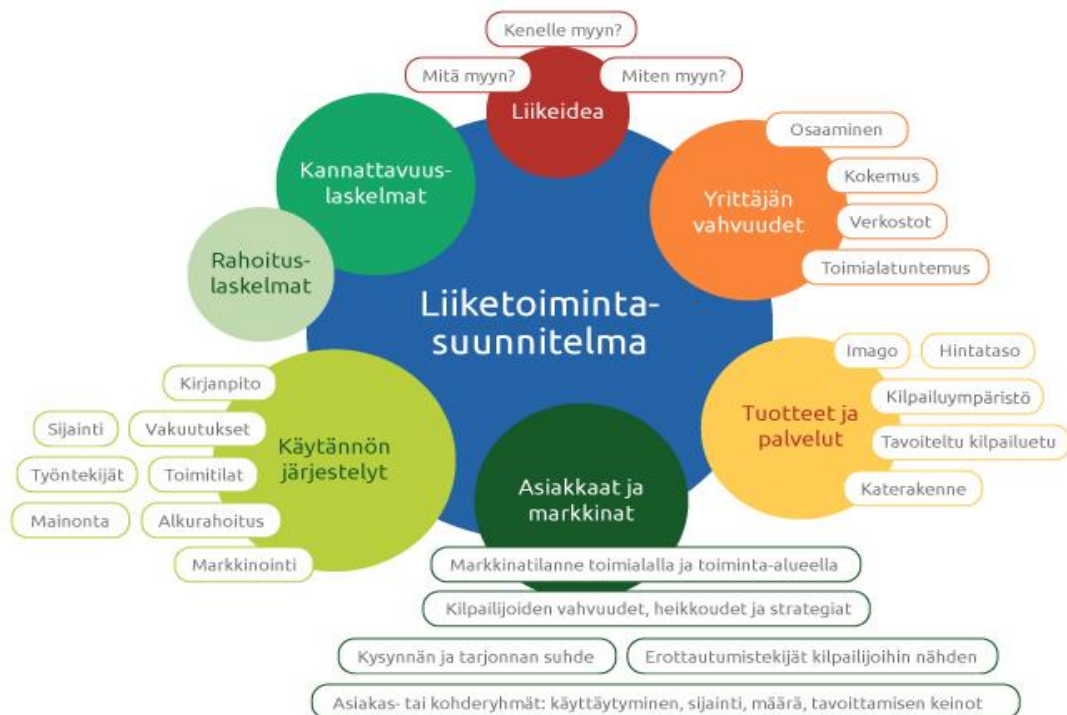 Kenelle myyn?
Mitä myyn?
Miten myyn?
Liikeidea
Osaaminen
Kannattavuus-
laskelmat
Kokemus
Yrittäjän
vahvuudet
Verkostot
Toimialatuntemus
Rahoitus-
laskelmat
Liiketoiminta-
suunnitelma
Imago
Hintataso
Kilpailuympäristö
Tuotteet ja
palvelut
Tavoiteltu kilpailuetu
Katerakenne
Kirjanpito
Sijainti
Vakuutukset
Käytännön
järjestelyt
Työntekijät
Toimitilat
Mainonta
Alkurahoitus
Markkinointi
Asiakkaat ja
markkinat
Markkinatilanne toimialalla ja toiminta-alueella
Kilpailijoiden vahvuudet, heikkoudet ja strategiat
Kysynnän ja tarjonnan suhde
Erottautumistekijät kilpailijoihin nähden
Asiakas- tai kohderyhmät: käyttäytyminen, sijainti, määrä, tavoittamisen keinot